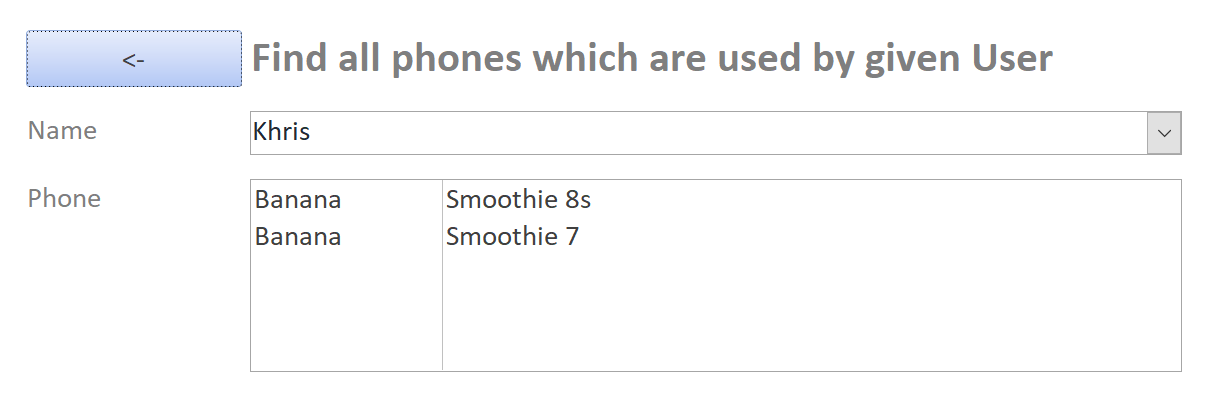 <- Find all phones which are used by given User
Name Khris
Phone Banana Smoothie 8s
Banana Smoothie 7